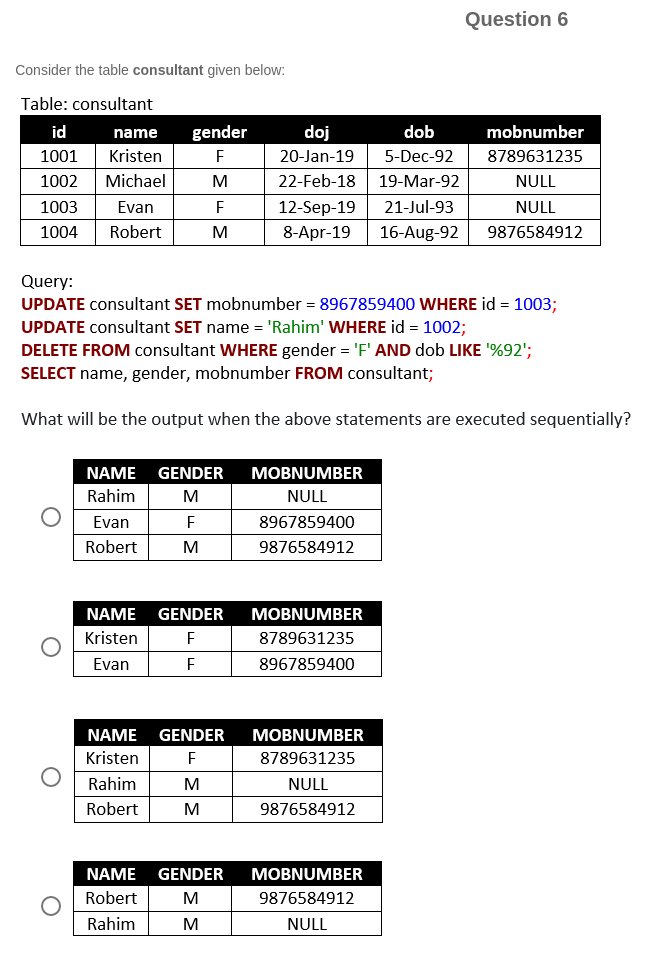 Question 6
Consider the table consultant given below:
Table: consultant
id name gender doj dob mobnumber
1001 Kristen F 20-Jan-19 5-Dec-92 8789631235
1002 Michael M 22-Feb-18 19-Mar-92 NULL
1003 Evan F 12-Sep-19 21-Jul-93 NULL
1004 Robert M 8-Apr-19 16-Aug-92 9876584912
Query:
UPDATE consultant SET mobnumber = 8967859400 WHERE id = 1003;
UPDATE consultant SET name = 'Rahim' WHERE id = 1002;
DELETE FROM consultant WHERE gender = 'F' AND dob LIKE '%92';
SELECT name, gender, mobnumber FROM consultant;
What will be the output when the above statements are executed sequentially?
NAME GENDER MOBNUMBER
Rahim M NULL
Evan F 8967859400
Robert M 9876584912
NAME GENDER MOBNUMBER
Kristen F 8789631235
Evan F 8967859400
NAME GENDER MOBNUMBER
Kristen F 8789631235
Rahim M NULL
Robert M 9876584912
NAME GENDER MOBNUMBER
Robert M 9876584912
Rahim M NULL